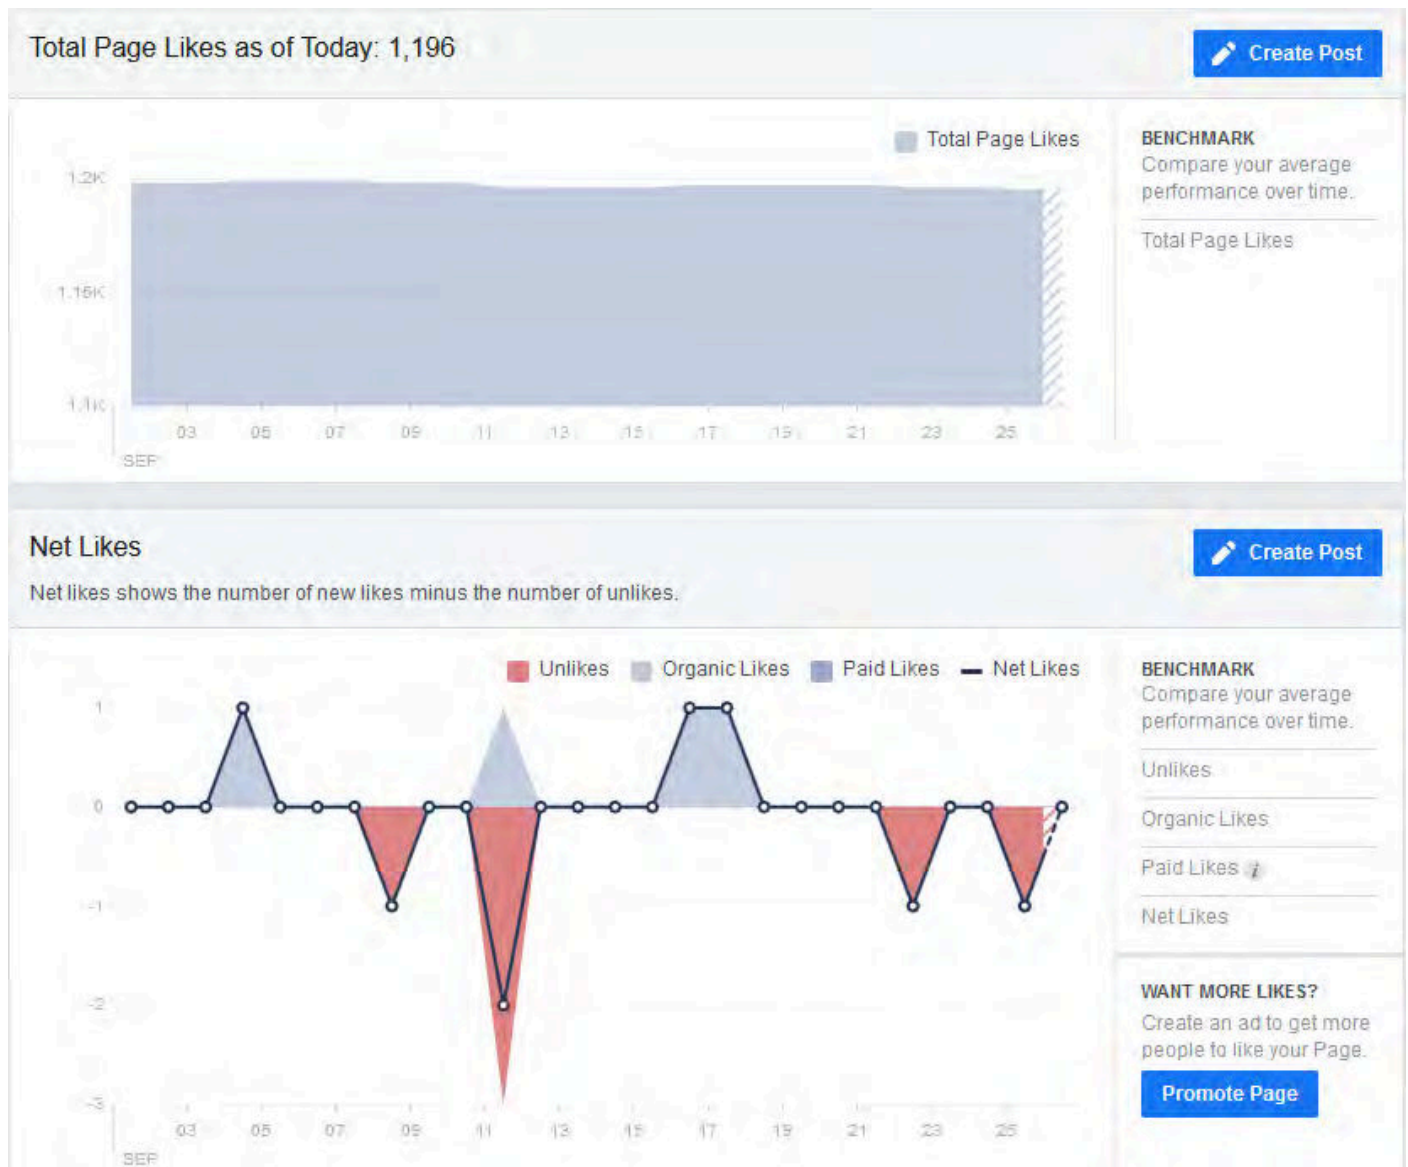 Total Page Likes as of Today: 1,196
Create Post
Total Page Likes
BENCHMARK
Compare your average
performance over time.
Total Page Likes
1.2K
1.15K
1.1K
03 05 07 09 11 13 15 17 19 21 23 25
SEP
Net Likes
Create Post
Net likes shows the number of new likes minus the number of unlikes.
Unlikes Organic Likes Paid Likes Net Likes
BENCHMARK
Compare your average
performance over time.
Unlikes
Organic Likes
Paid Likes i
Net Likes
1
0
-1
-2
-3
03 05 07 09 11 13 15 17 19 21 23 25
SEP
WANT MORE LIKES?
Create an ad to get more
people to like your Page.
Promote Page